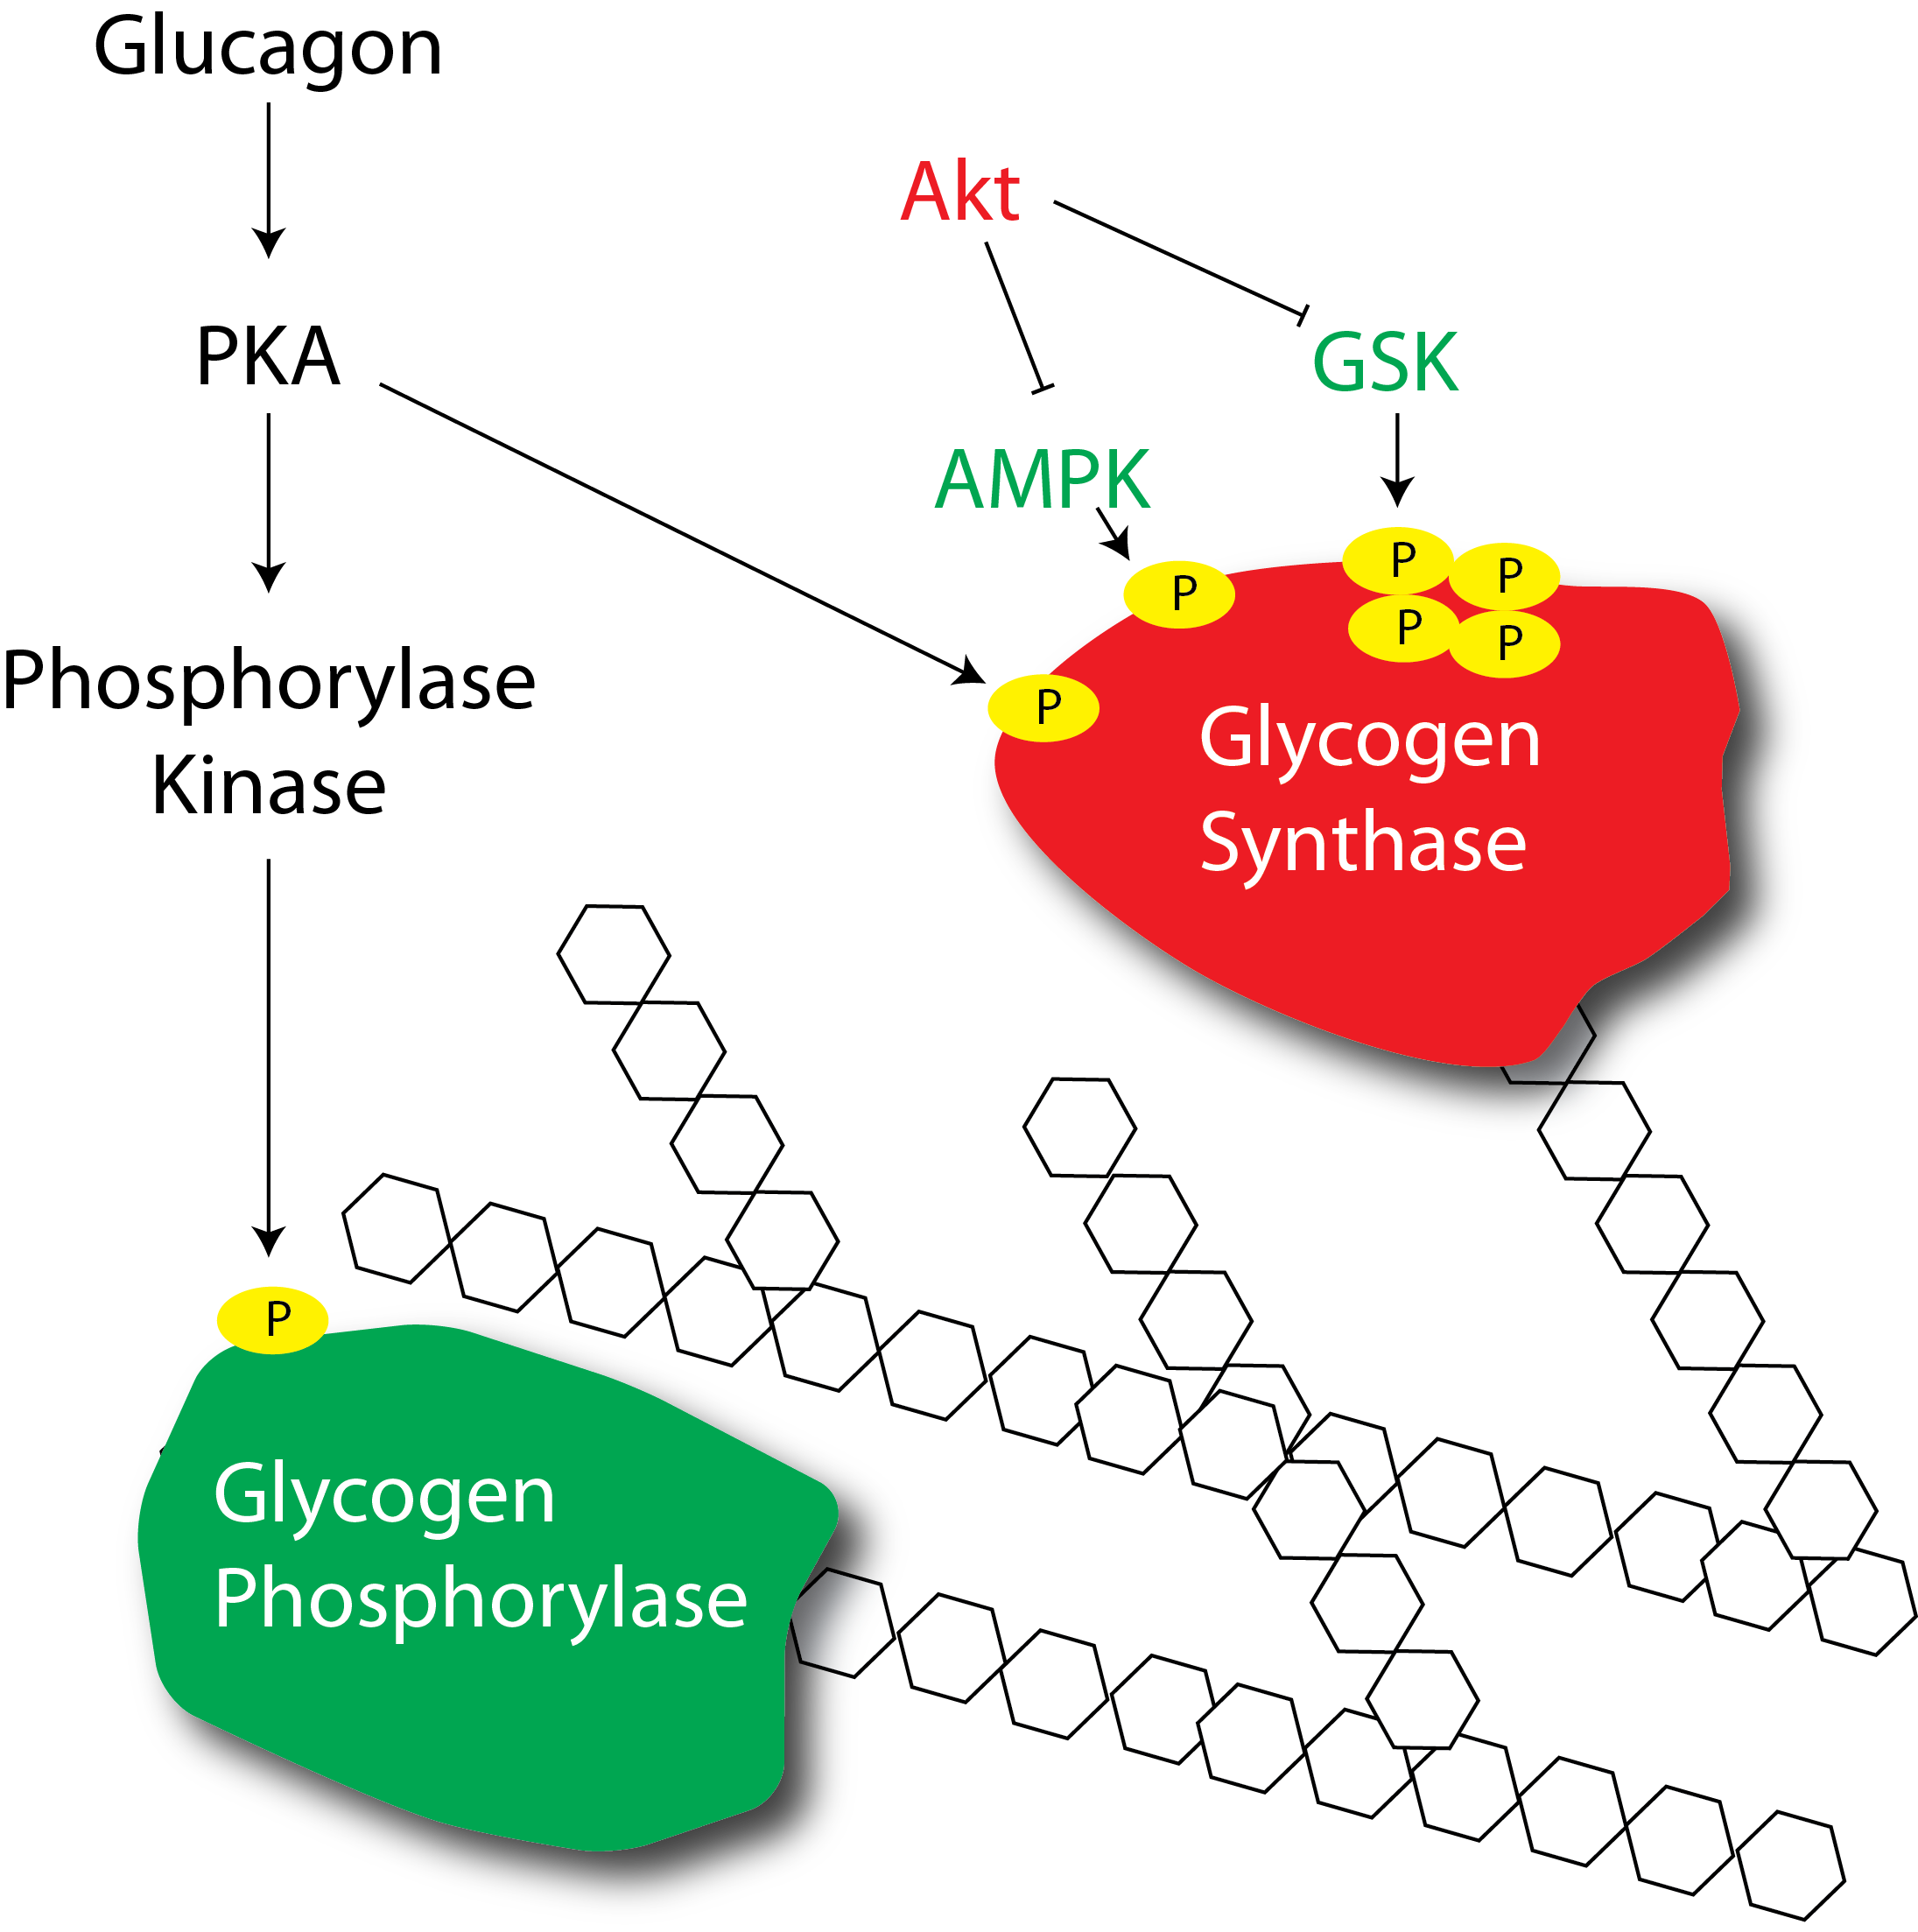 Glucagon
Akt
PKA
GSK
AMPK
P
P
P
P
P
P
Phosphorylase
Kinase
Glycogen
Synthase
P
Glycogen
Phosphorylase